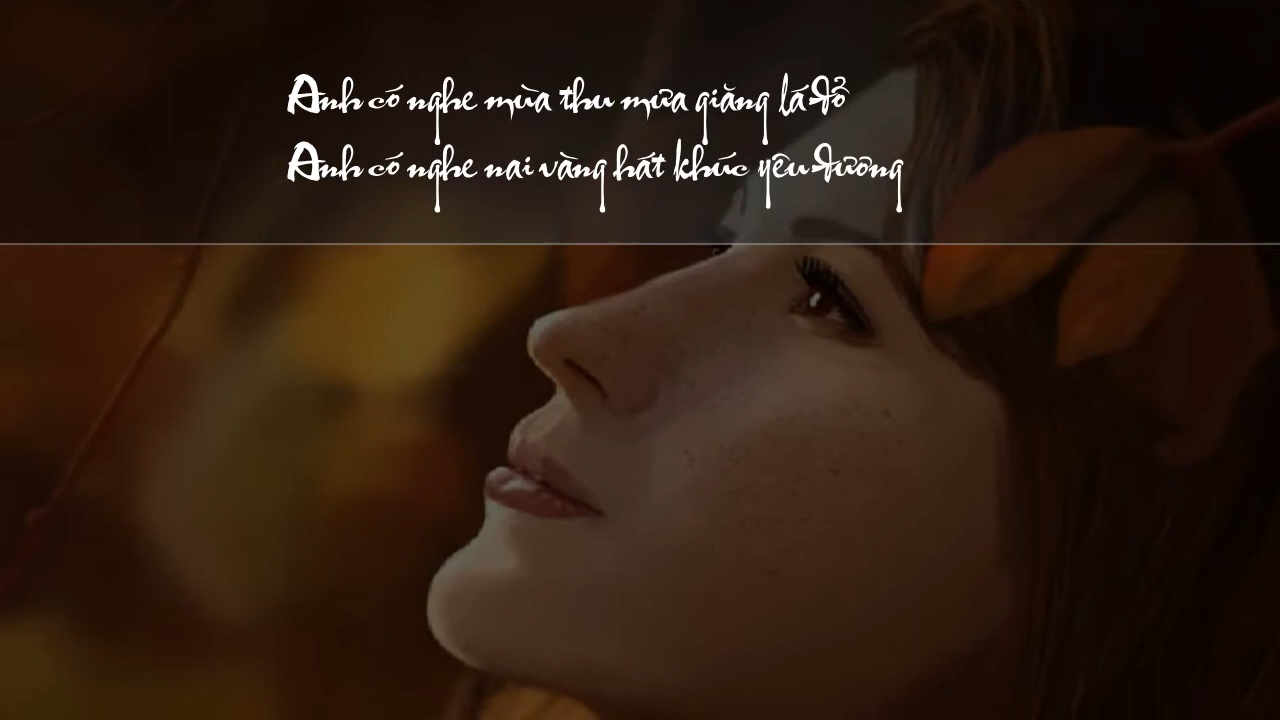 Anh có nghe mùa thu mưa giăng lá đổ
Anh có nghe nai vàng hát khúc yêu đương